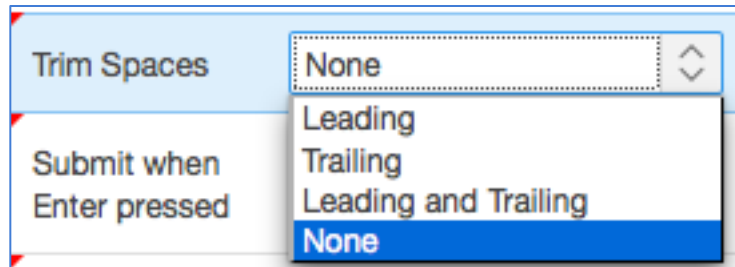 Trim Spaces
None
Leading
Trailing
Leading and Trailing
None
Submit when
Enter pressed